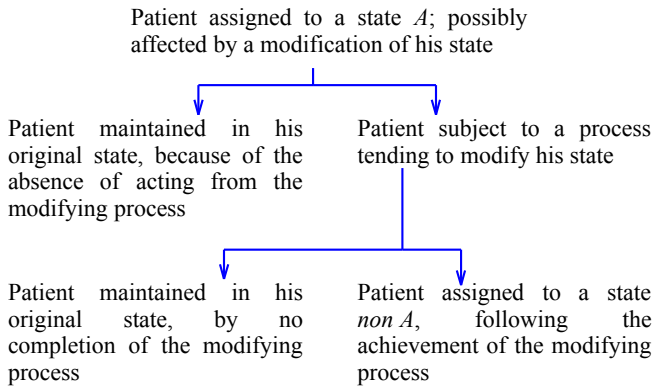 Patient assigned to a state A; possibly
affected by a modification of his state
Patient maintained in his
original state, because of the
absence of acting from the
modifying process
Patient subject to a process
tending to modify his state
Patient maintained in his
original state, by no
completion of the modifying
process
Patient assigned to a state
non A, following the
achievement of the modifying
process